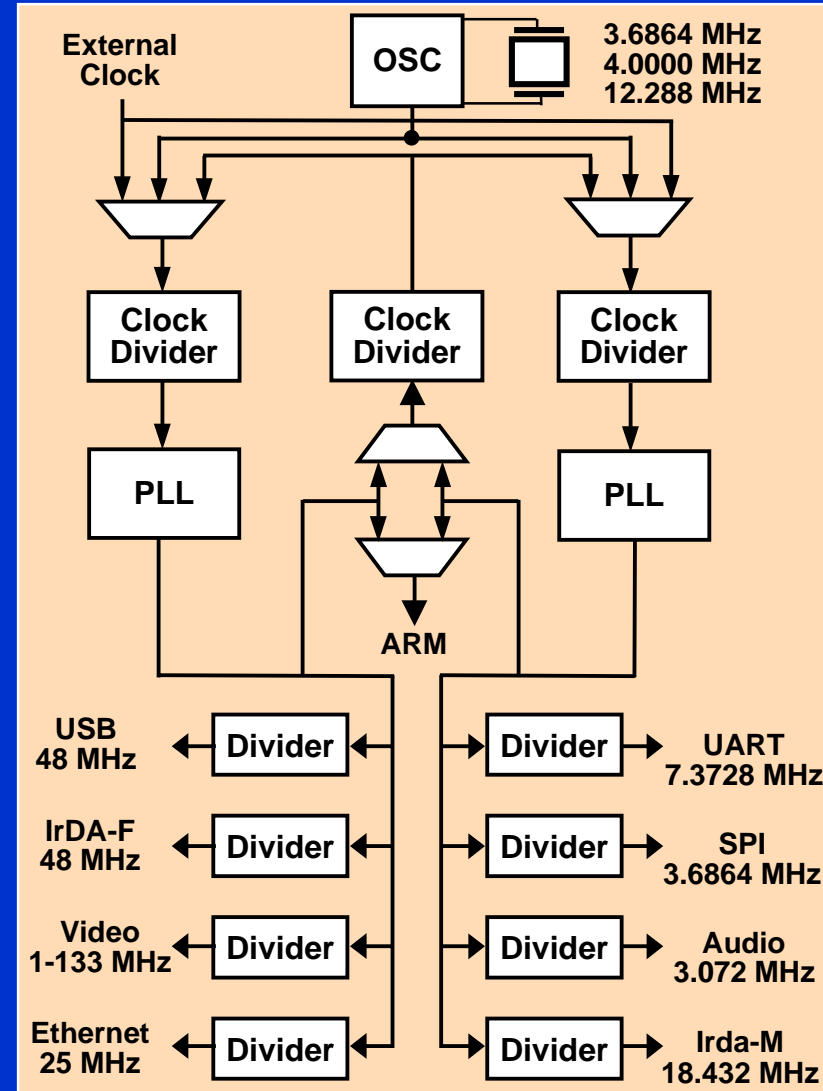 External
Clock
OSC
3.6864 MHz
4.0000 MHz
12.288 MHz
Clock
Divider
Clock
Divider
Clock
Divider
PLL
PLL
ARM
USB
48 MHz
Divider
Divider
UART
7.3728 MHz
IrDA-F
48 MHz
Divider
Divider
SPI
3.6864 MHz
Video
1-133 MHz
Divider
Divider
Audio
3.072 MHz
Ethernet
25 MHz
Divider
Divider
Irda-M
18.432 MHz